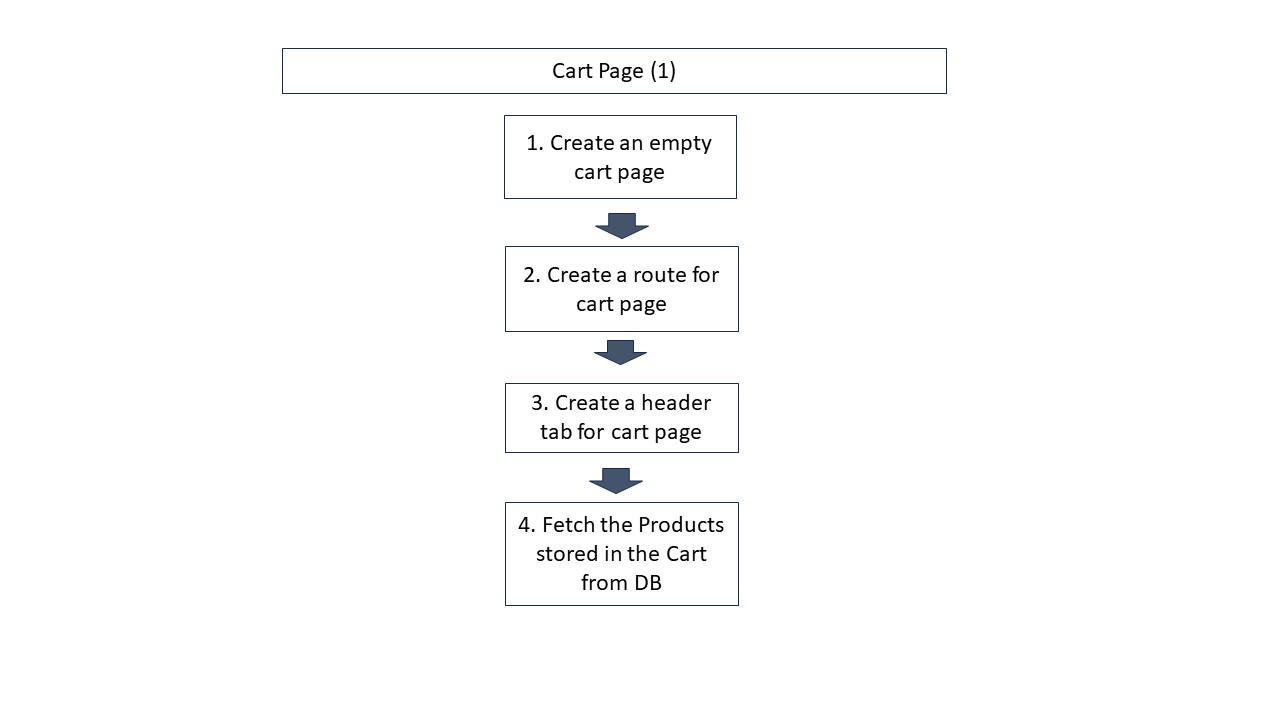 Cart Page (1)
1. Create an empty
cart page
2. Create a route for
cart page
3. Create a header
tab for cart page
4. Fetch the Products
stored in the Cart
from DB